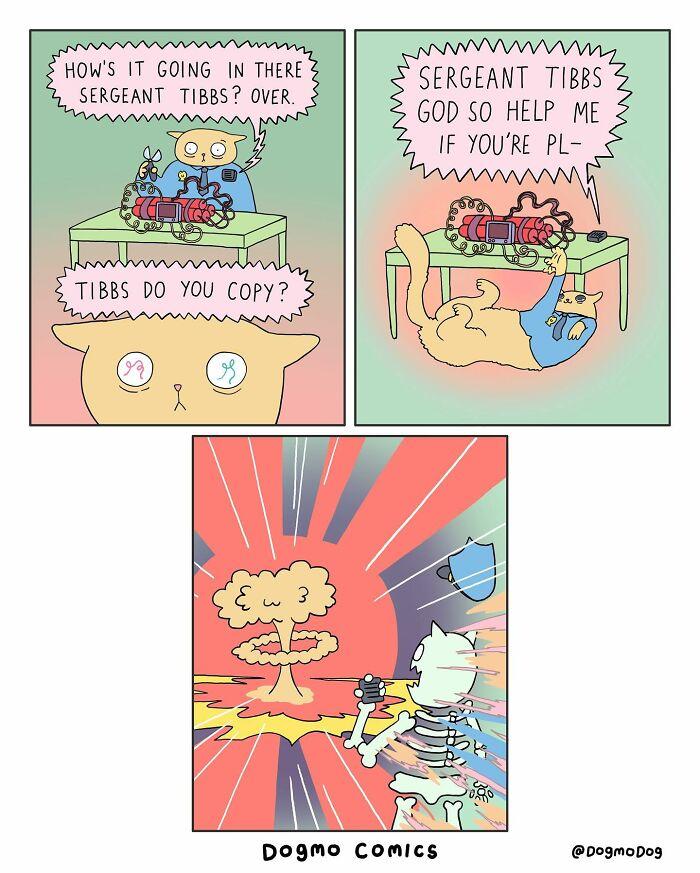 HOW'S IT GOING IN THERE
SERGEANT TIBBS? OVER.
TIBBS DO YOU COPY?
SERGEANT TIBBS
GOD SO HELP ME
IF YOU'RE PL-
DOGMO COMICS
@DOGMODOG